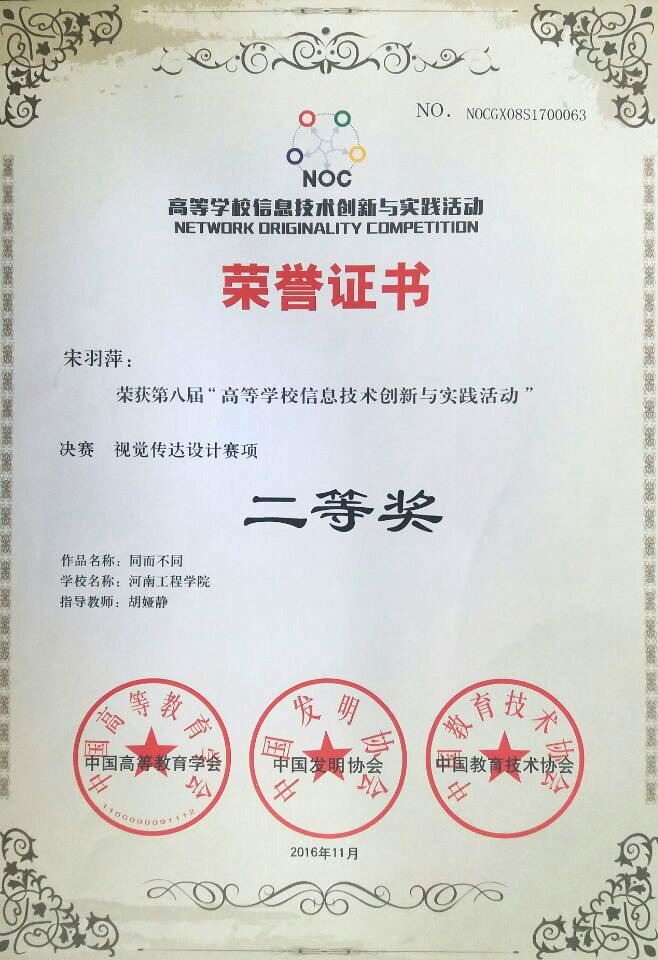 NO. NOCGX08S1700063
NOC
高等学校信息技术创新与实践活动
NETWORK ORIGINALITY COMPETITION
荣誉证书
宋羽萍：
荣获第八届“高等学校信息技术创新与实践活动”
决赛 视觉传达设计赛项
二等奖
作品名称：同而不同
学校名称：河南工程学院
指导教师：胡娅静
中国高等教育学会
中国高等教育学会
1100000091112
中国发明协会
中国发明协会
中国教育技术协会
中国教育技术协会
2016年11月